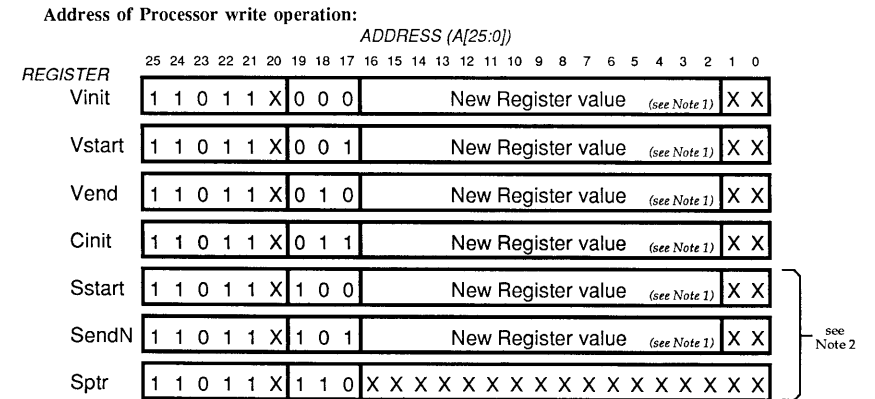 Address of Processor write operation:
ADDRESS (A[25:0])
25 24 23 22 21 20 19 18 17 16 15 14 13 12 11 10 9 8 7 6 5 4 3 2 1 0
REGISTER
Vinit 1 1 0 1 1 X 0 0 0 New Register value (see Note 1) X X
Vstart 1 1 0 1 1 X 0 0 1 New Register value (see Note 1) X X
Vend 1 1 0 1 1 X 0 1 0 New Register value (see Note 1) X X
Cinit 1 1 0 1 1 X 0 1 1 New Register value (see Note 1) X X
Sstart 1 1 0 1 1 X 1 0 0 New Register value (see Note 1) X X
SendN 1 1 0 1 1 X 1 0 1 New Register value (see Note 1) X X
see
Note 2
Sptr 1 1 0 1 1 X 1 1 0 X X X X X X X X X X X X X X X X X